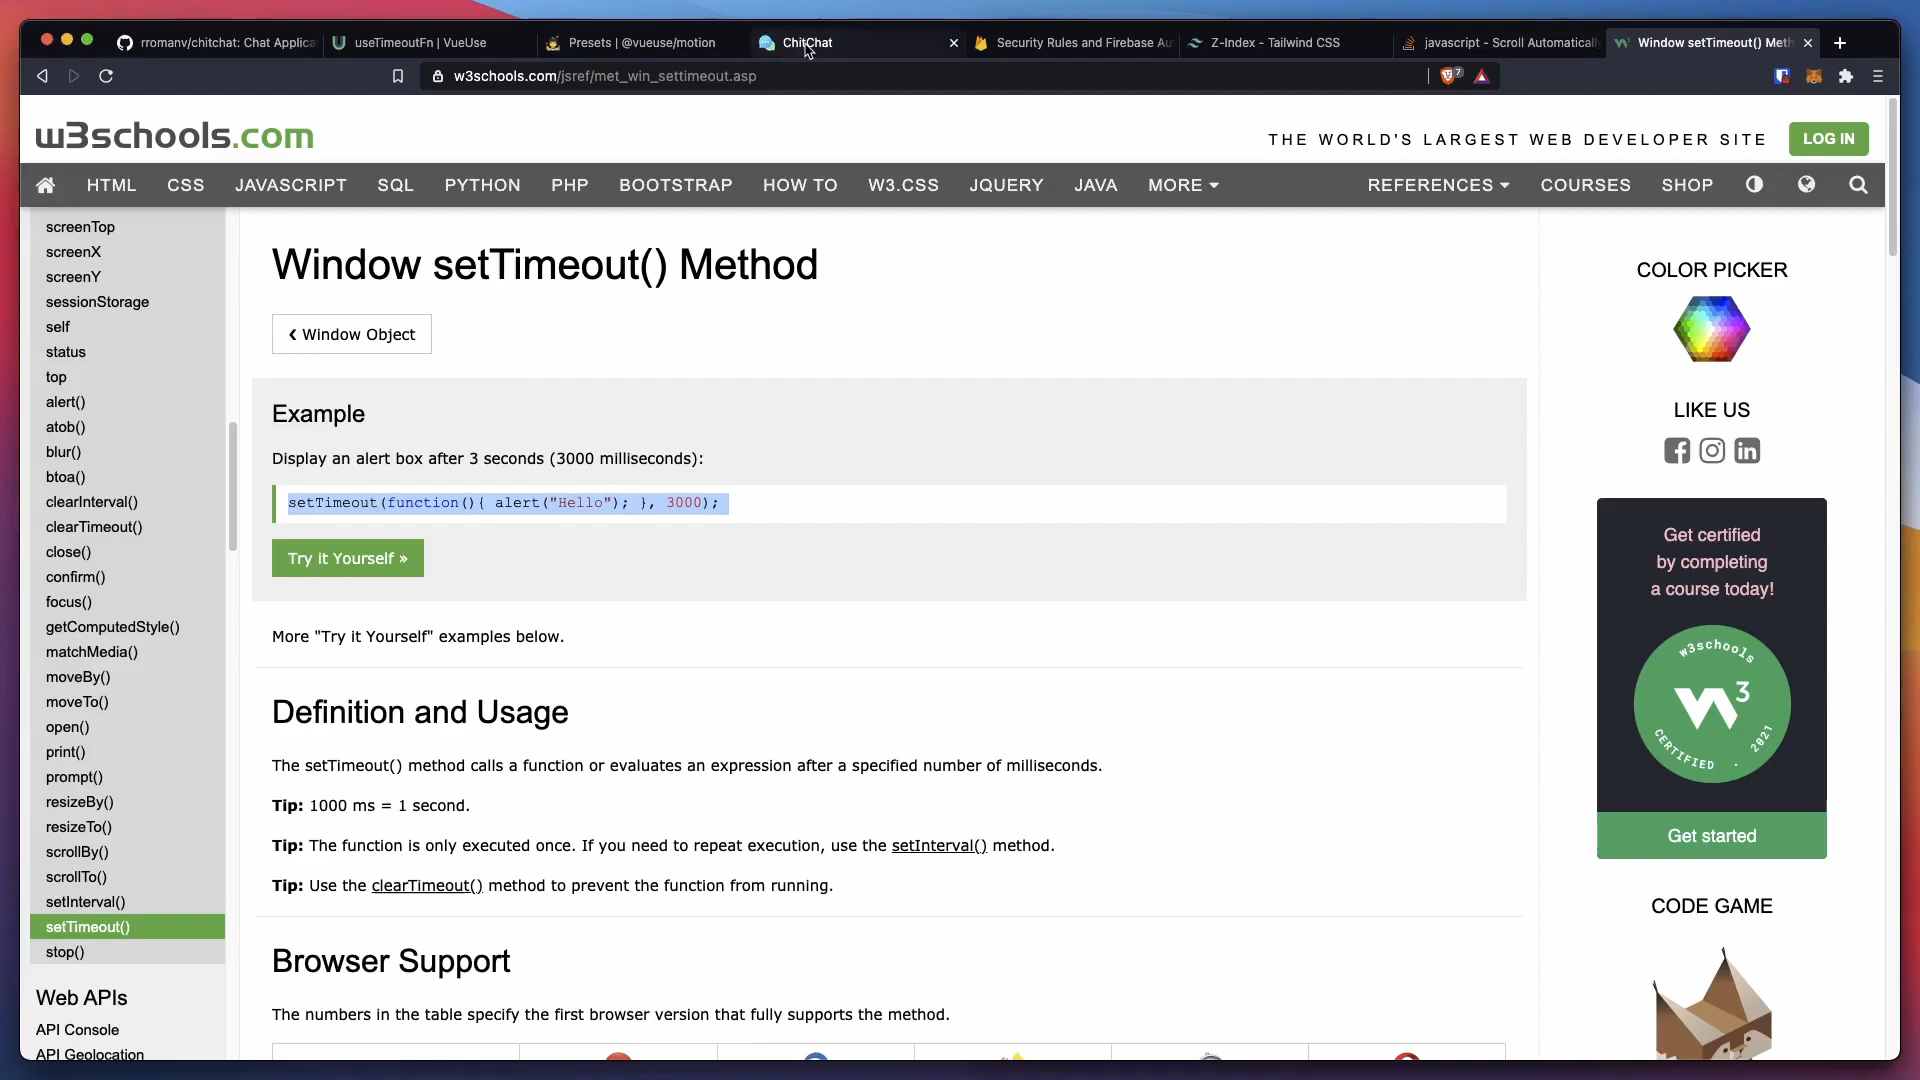 rromanv/chitchat: Chat Applica
useTimeoutFn | VueUse
Presets | @vueuse/motion
ChitChat
Security Rules and Firebase Au
Z-Index - Tailwind CSS
javascript - Scroll Automatically
Window setTimeout() Meth
w3schools.com/jsref/met_win_settimeout.asp
7
w3schools.com
THE WORLD'S LARGEST WEB DEVELOPER SITE
LOG IN
HTML CSS JAVASCRIPT SQL PYTHON PHP BOOTSTRAP HOW TO W3.CSS JQUERY JAVA MORE
REFERENCES COURSES SHOP
screenTop
screenX
screenY
sessionStorage
self
status
top
alert()
atob()
blur()
btoa()
clearInterval()
clearTimeout()
close()
confirm()
focus()
getComputedStyle()
matchMedia()
moveBy()
moveTo()
open()
print()
prompt()
resizeBy()
resizeTo()
scrollBy()
scrollTo()
setInterval()
setTimeout()
stop()
Web APIs
API Console
API Geolocation
Window setTimeout() Method
❮ Window Object
Example
Display an alert box after 3 seconds (3000 milliseconds):
setTimeout(function(){ alert("Hello"); }, 3000);
Try it Yourself »
More "Try it Yourself" examples below.
Definition and Usage
The setTimeout() method calls a function or evaluates an expression after a specified number of milliseconds.
Tip: 1000 ms = 1 second.
Tip: The function is only executed once. If you need to repeat execution, use the setInterval() method.
Tip: Use the clearTimeout() method to prevent the function from running.
Browser Support
The numbers in the table specify the first browser version that fully supports the method.
COLOR PICKER
LIKE US
Get certified
by completing
a course today!
w3schools
W3
CERTIFIED . 2021
Get started
CODE GAME